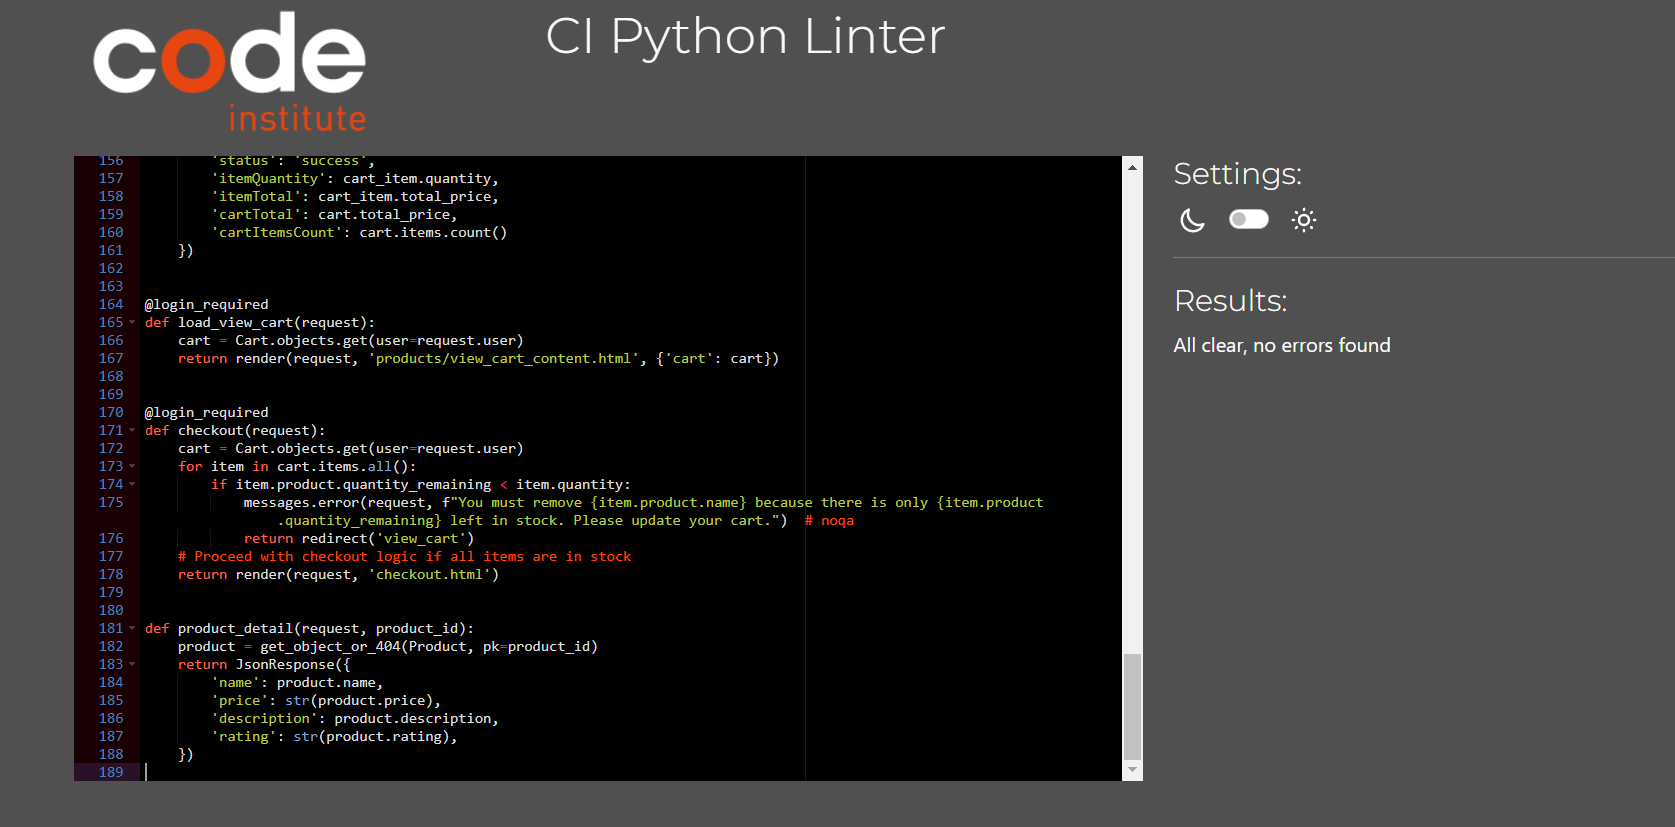 code
institute
CI Python Linter
156 'status': 'success',
157 'itemQuantity': cart_item.quantity,
158 'itemTotal': cart_item.total_price,
159 'cartTotal': cart.total_price,
160 'cartItemsCount': cart.items.count()
161 })
162
163
164 @login_required
165 def load_view_cart(request):
166 cart = Cart.objects.get(user=request.user)
167 return render(request, 'products/view_cart_content.html', {'cart': cart})
168
169
170 @login_required
171 def checkout(request):
172 cart = Cart.objects.get(user=request.user)
173 for item in cart.items.all():
174 if item.product.quantity_remaining < item.quantity:
175 messages.error(request, f"You must remove {item.product.name} because there is only {item.product
.quantity_remaining} left in stock. Please update your cart.")  # noqa
176 return redirect('view_cart')
177 # Proceed with checkout logic if all items are in stock
178 return render(request, 'checkout.html')
179
180
181 def product_detail(request, product_id):
182 product = get_object_or_404(Product, pk=product_id)
183 return JsonResponse({
184 'name': product.name,
185 'price': str(product.price),
186 'description': product.description,
187 'rating': str(product.rating),
188 })
189
Settings:
Results:
All clear, no errors found